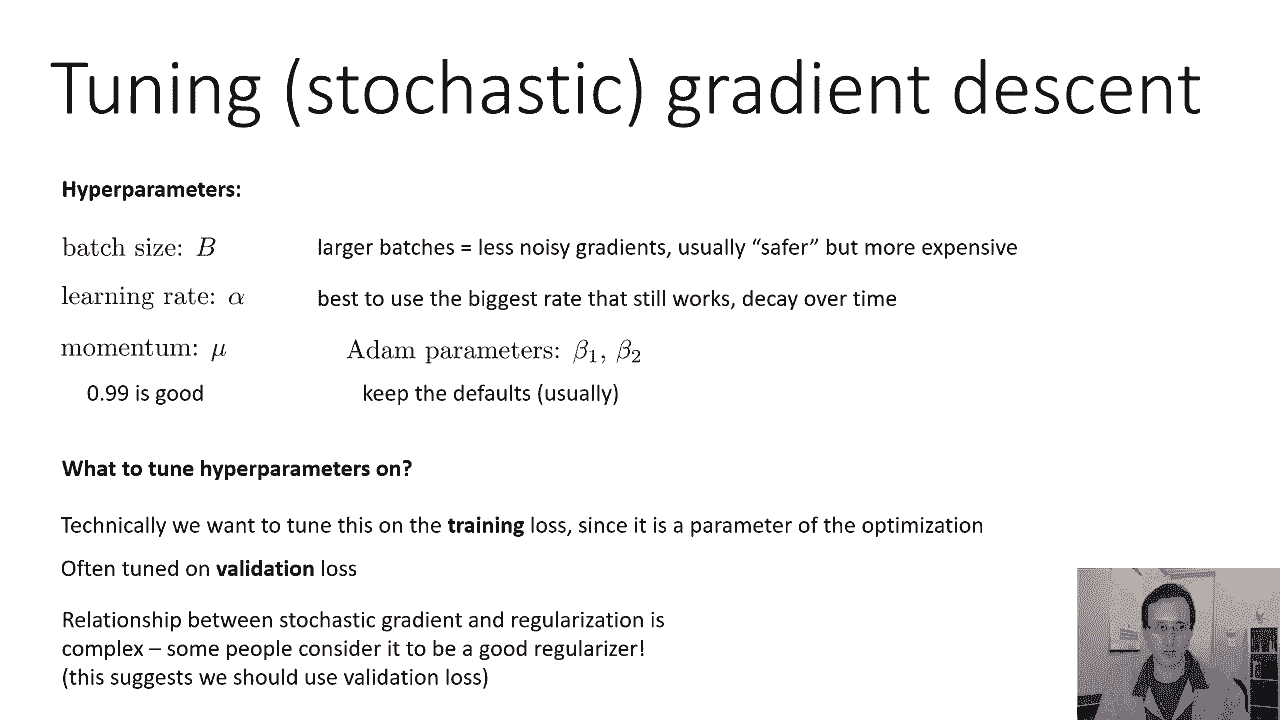 Tuning (stochastic) gradient descent
Hyperparameters:
batch size: B larger batches = less noisy gradients, usually “safer” but more expensive
learning rate: α best to use the biggest rate that still works, decay over time
momentum: μ Adam parameters: β₁, β₂
0.99 is good keep the defaults (usually)
What to tune hyperparameters on?
Technically we want to tune this on the training loss, since it is a parameter of the optimization
Often tuned on validation loss
Relationship between stochastic gradient and regularization is
complex – some people consider it to be a good regularizer!
(this suggests we should use validation loss)